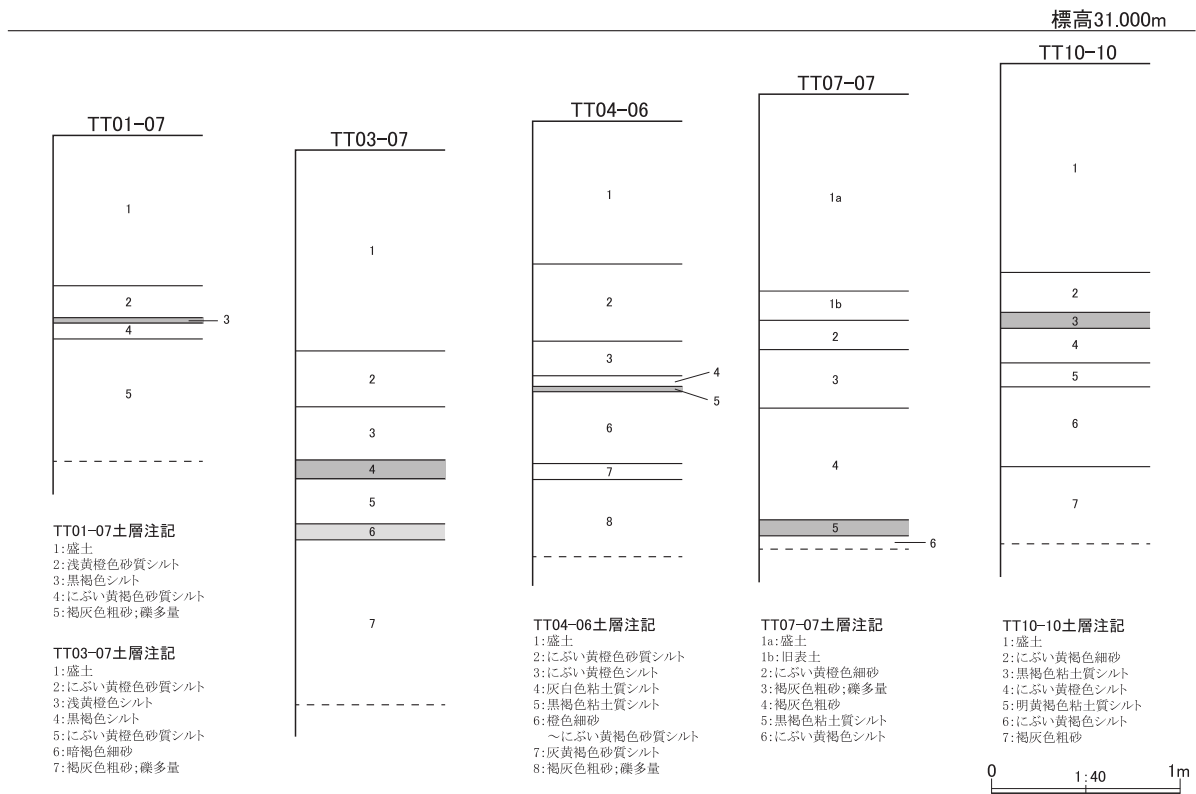 標高31.000m
TT01-07
1
2
3
4
5
TT03-07
1
2
3
4
5
6
7
TT04-06
1
2
3
4
5
6
7
8
TT07-07
1a
1b
2
3
4
5
6
TT10-10
1
2
3
4
5
6
7
TT01-07土層注記
1:盛土
2:浅黄橙色砂質シルト
3:黒褐色シルト
4:にぶい黄褐色砂質シルト
5:褐灰色粗砂;礫多量
TT03-07土層注記
1:盛土
2:にぶい黄橙色砂質シルト
3:浅黄橙色シルト
4:黒褐色シルト
5:にぶい黄橙色砂質シルト
6:暗褐色細砂
7:褐灰色粗砂;礫多量
TT04-06土層注記
1:盛土
2:にぶい黄橙色砂質シルト
3:にぶい黄橙色シルト
4:灰白色粘土質シルト
5:黒褐色粘土質シルト
6:橙色細砂
～にぶい黄褐色砂質シルト
7:灰黄褐色砂質シルト
8:褐灰色粗砂;礫多量
TT07-07土層注記
1a:盛土
1b:旧表土
2:にぶい黄橙色細砂
3:褐灰色粗砂;礫多量
4:褐灰色粗砂
5:黒褐色粘土質シルト
6:にぶい黄褐色シルト
TT10-10土層注記
1:盛土
2:にぶい黄褐色細砂
3:黒褐色粘土質シルト
4:にぶい黄橙色シルト
5:明黄褐色粘土質シルト
6:にぶい黄褐色シルト
7:褐灰色粗砂
0 1:40 1m